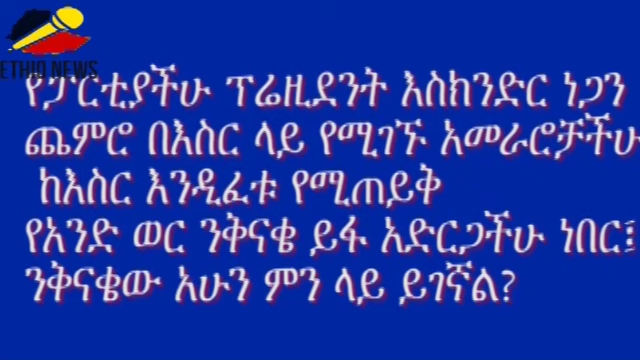 ETHIO NEWS
የፓርቲያችሁ ፕሬዚደንት እስክንድር ነጋን
ጨምሮ በእስር ላይ የሚገኙ አመራሮቻችሁ
ከእስር እንዲፈቱ የሚጠይቅ
የአንድ ወር ንቅናቄ ይፋ አድርጋችሁ ነበር፤
ንቅናቄው አሁን ምን ላይ ይገኛል?